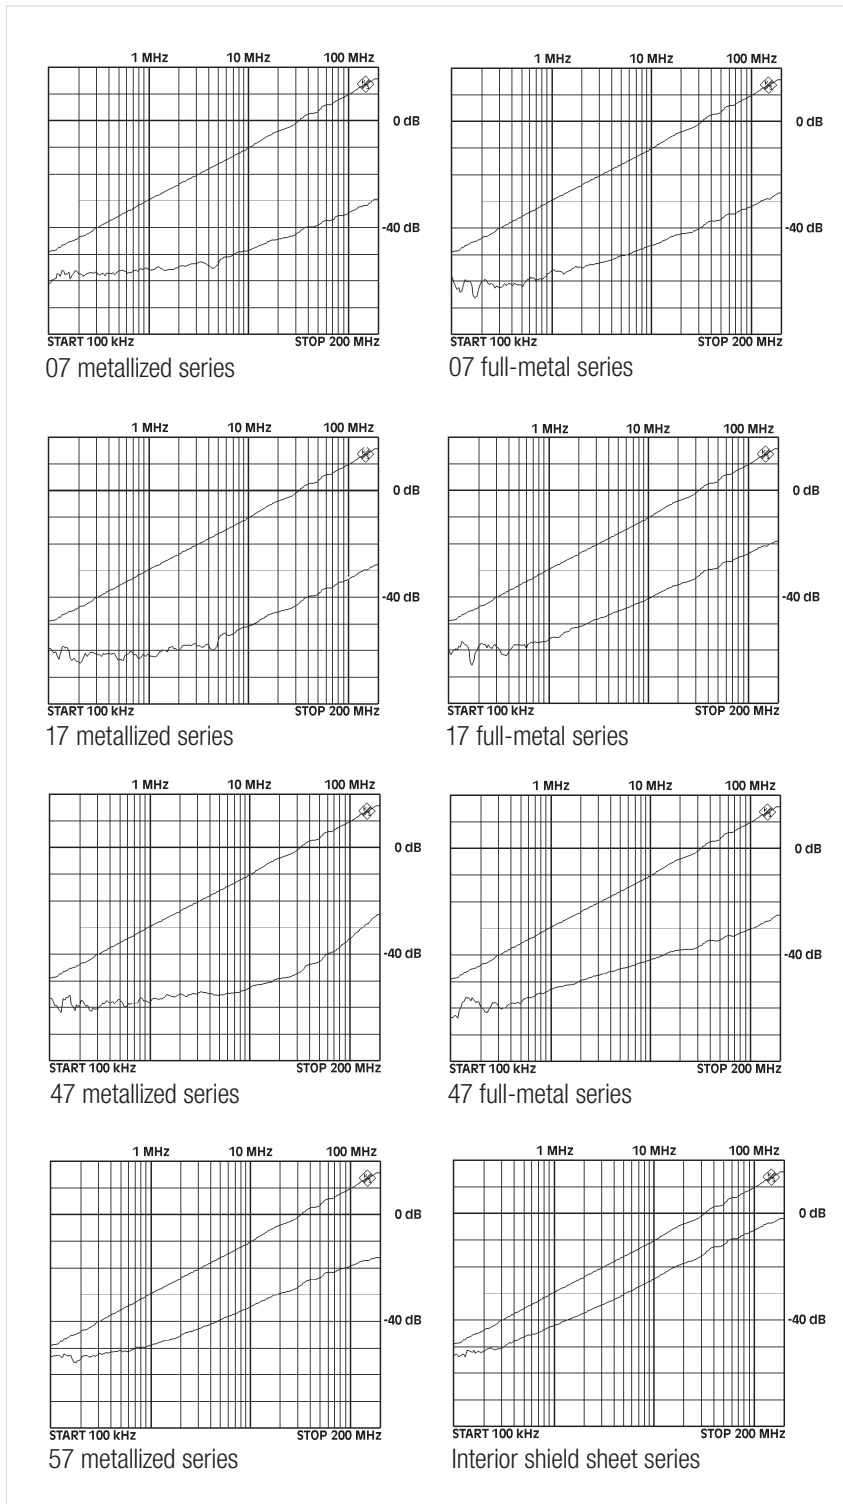 1 MHz 10 MHz 100 MHz
0 dB
-40 dB
START 100 kHz STOP 200 MHz
07 metallized series
1 MHz 10 MHz 100 MHz
0 dB
-40 dB
START 100 kHz STOP 200 MHz
07 full-metal series
1 MHz 10 MHz 100 MHz
0 dB
-40 dB
START 100 kHz STOP 200 MHz
17 metallized series
1 MHz 10 MHz 100 MHz
0 dB
-40 dB
START 100 kHz STOP 200 MHz
17 full-metal series
1 MHz 10 MHz 100 MHz
0 dB
-40 dB
START 100 kHz STOP 200 MHz
47 metallized series
1 MHz 10 MHz 100 MHz
0 dB
-40 dB
START 100 kHz STOP 200 MHz
47 full-metal series
1 MHz 10 MHz 100 MHz
0 dB
-40 dB
START 100 kHz STOP 200 MHz
57 metallized series
1 MHz 10 MHz 100 MHz
0 dB
-40 dB
START 100 kHz STOP 200 MHz
Interior shield sheet series